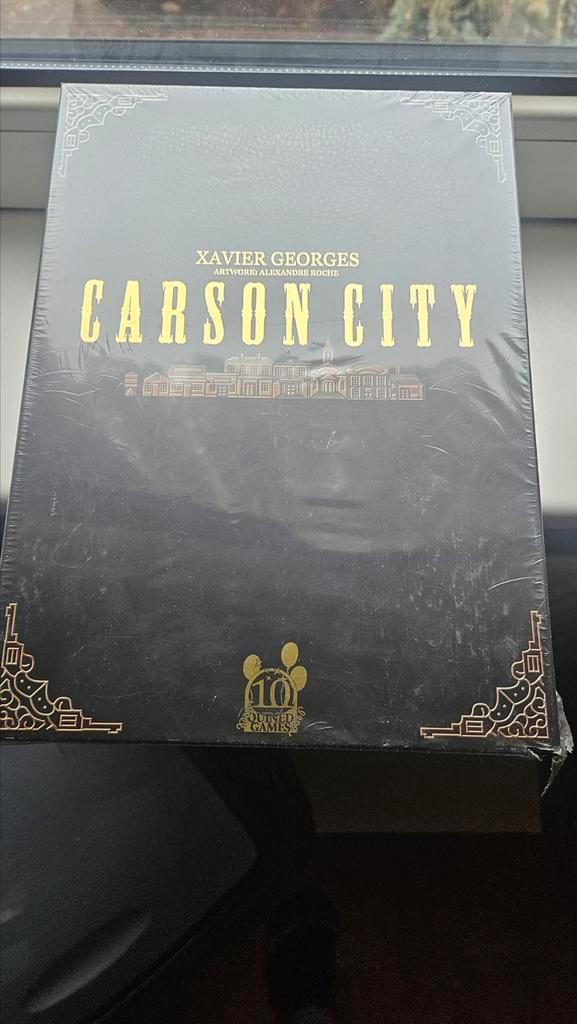 XAVIER GEORGES
ARTWORK: ALEXANDRE ROCHE
CARSON CITY
10
QUINED
GAMES